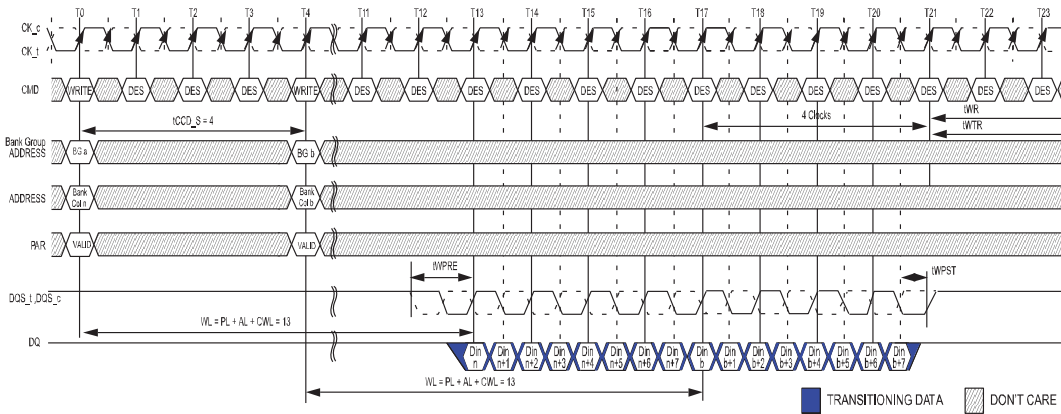 T0 T1 T2 T3 T4 T11 T12 T13 T14 T15 T16 T17 T18 T19 T20 T21 T22 T23
CK_c
CK_t
CMD WRITE DES DES DES WRITE DES DES DES DES DES DES DES DES DES DES DES DES DES
tCCD_S = 4 4 Clocks tWR
tWTR
Bank Group
ADDRESS BG a BG b
ADDRESS Bank Col n Bank Col b
PAR VALID VALID
tWPRE tWPST
DQS_t ,DQS_c
WL = PL + AL + CWL = 13
DQ Din n Din n+1 Din n+2 Din n+3 Din n+4 Din n+5 Din n+6 Din n+7 Din b Din b+1 Din b+2 Din b+3 Din b+4 Din b+5 Din b+6 Din b+7
WL = PL + AL + CWL = 13
TRANSITIONING DATA DON'T CARE